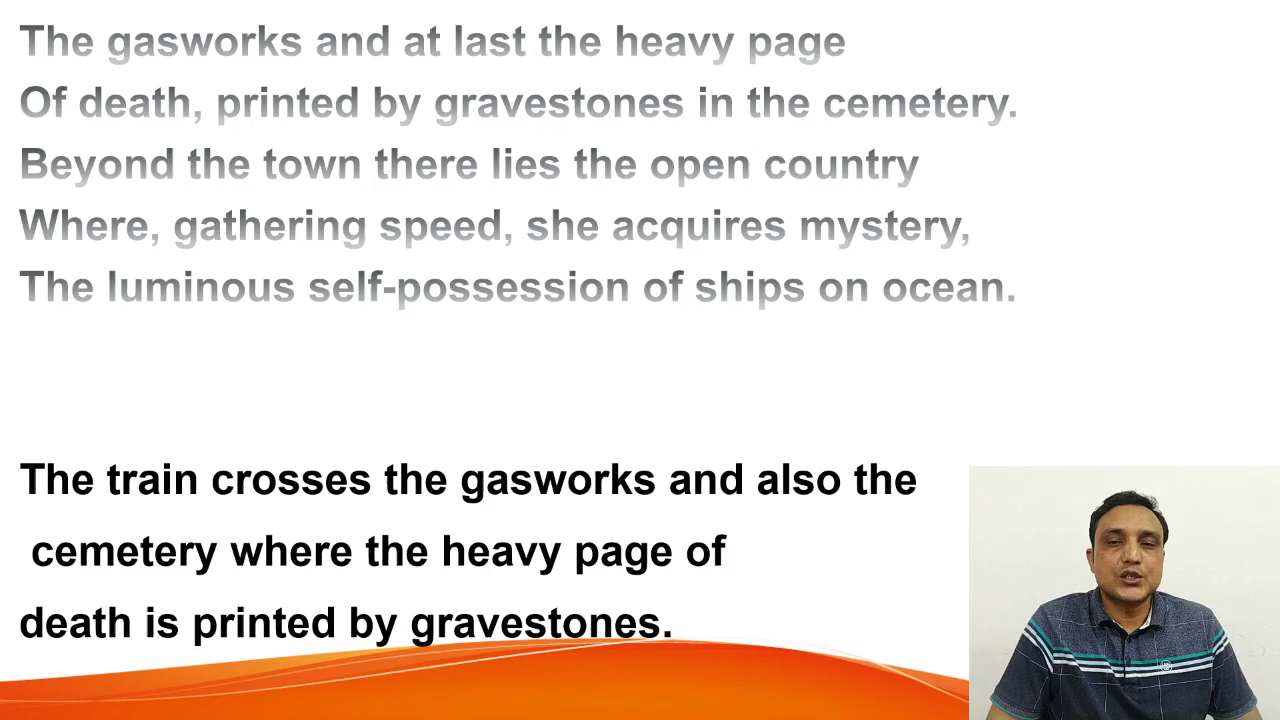 The gasworks and at last the heavy page
Of death, printed by gravestones in the cemetery.
Beyond the town there lies the open country
Where, gathering speed, she acquires mystery,
The luminous self-possession of ships on ocean.
The train crosses the gasworks and also the
cemetery where the heavy page of
death is printed by gravestones.